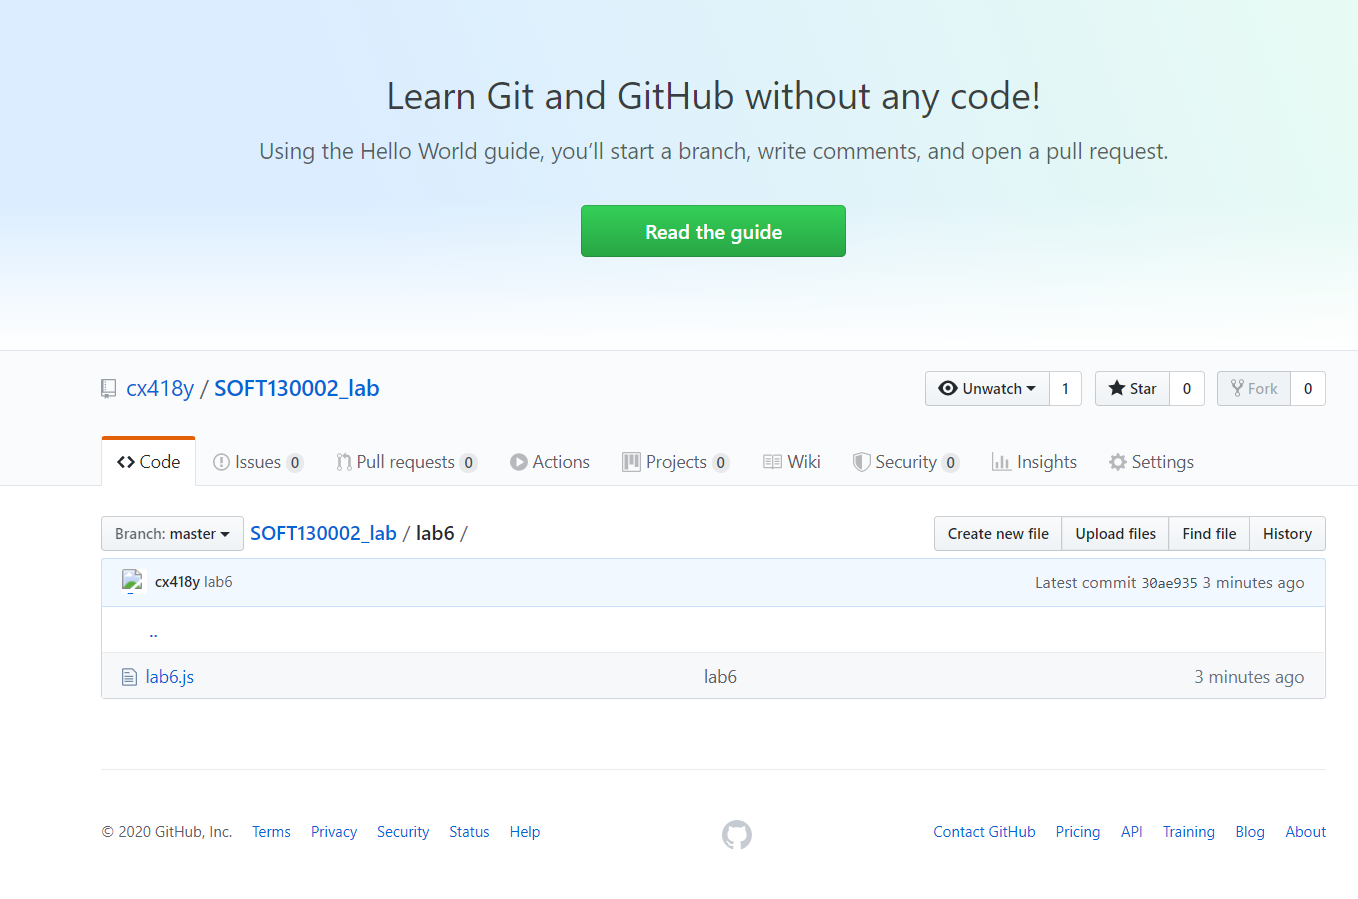 Learn Git and GitHub without any code!
Using the Hello World guide, you’ll start a branch, write comments, and open a pull request.
Read the guide
cx418y / SOFT130002_lab
Unwatch 1 Star 0 Fork 0
Code Issues 0 Pull requests 0 Actions Projects 0 Wiki Security 0 Insights Settings
Branch: master SOFT130002_lab / lab6 / Create new file Upload files Find file History
cx418y lab6 Latest commit 30ae935 3 minutes ago
..
lab6.js lab6 3 minutes ago
© 2020 GitHub, Inc. Terms Privacy Security Status Help Contact GitHub Pricing API Training Blog About